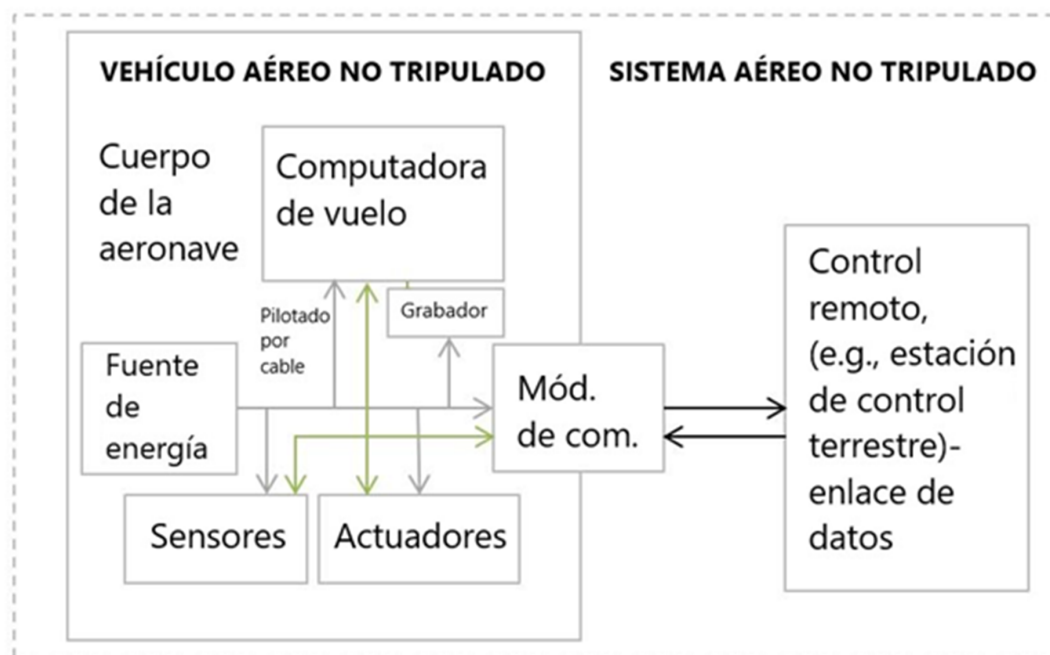 VEHÍCULO AÉREO NO TRIPULADO
SISTEMA AÉREO NO TRIPULADO
Cuerpo
de la
aeronave
Computadora
de vuelo
Pilotado
por
cable
Grabador
Fuente
de
energía
Mód.
de com.
Sensores
Actuadores
Control
remoto,
(e.g., estación
de control
terrestre)-
enlace de
datos